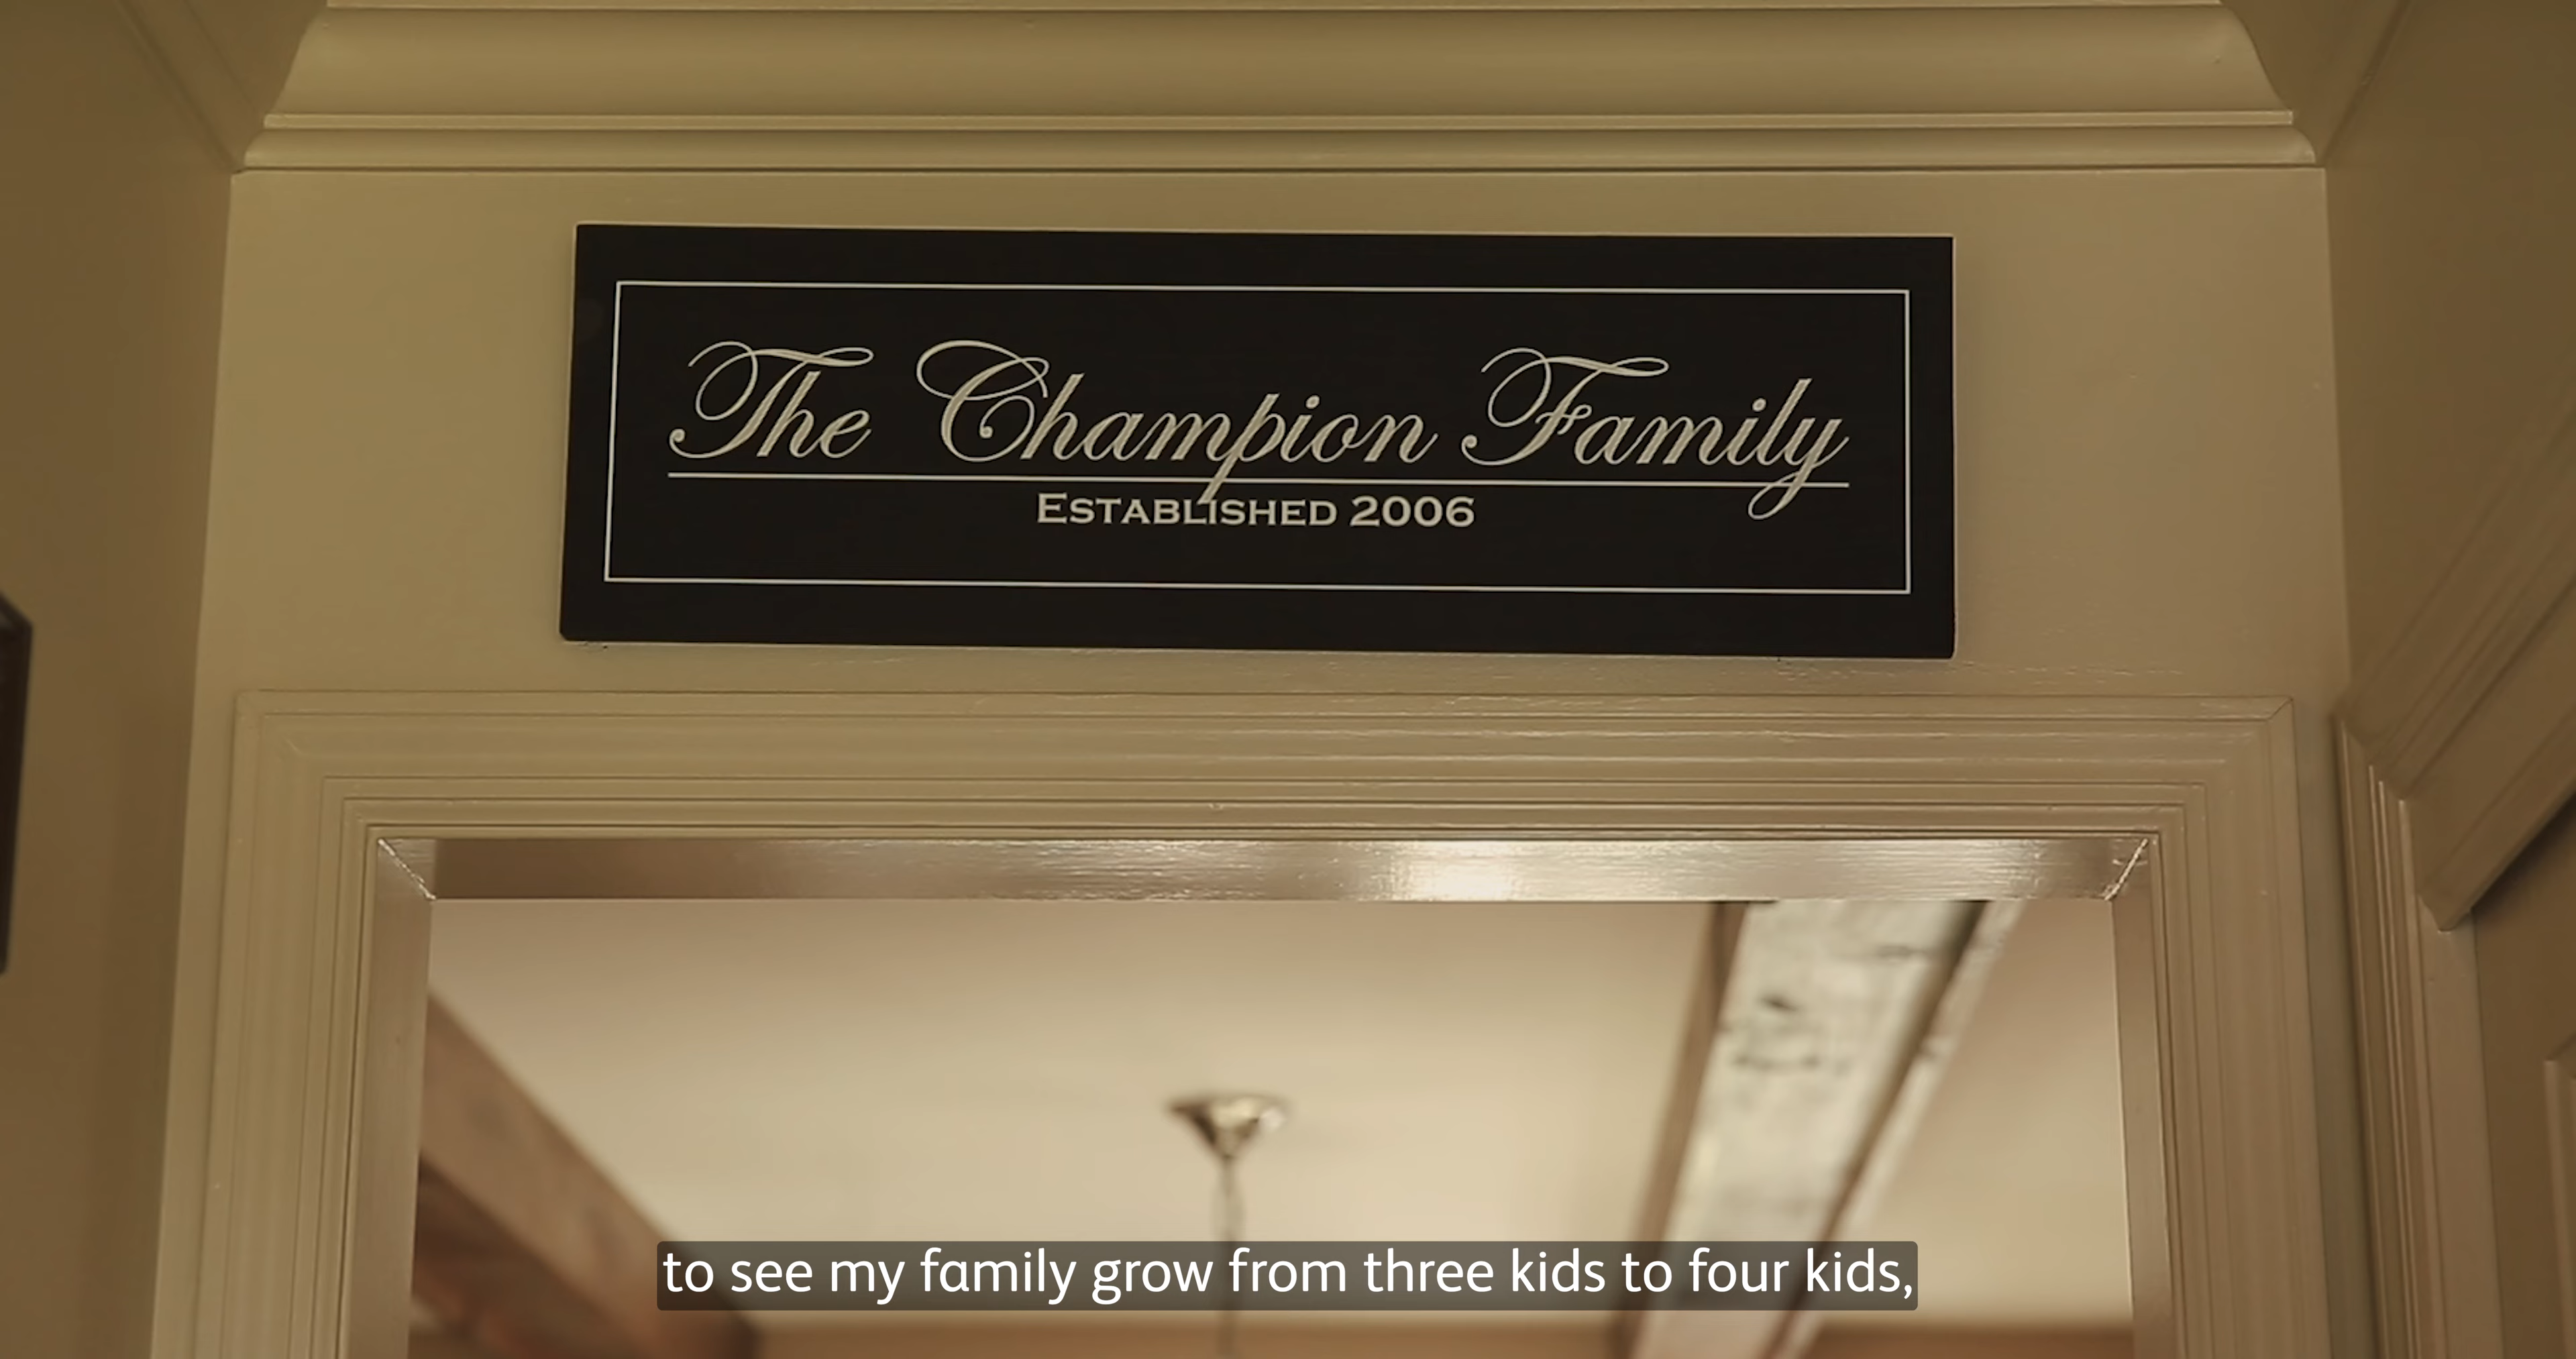 The Champion Family
ESTABLISHED 2006
to see my family grow from three kids to four kids,